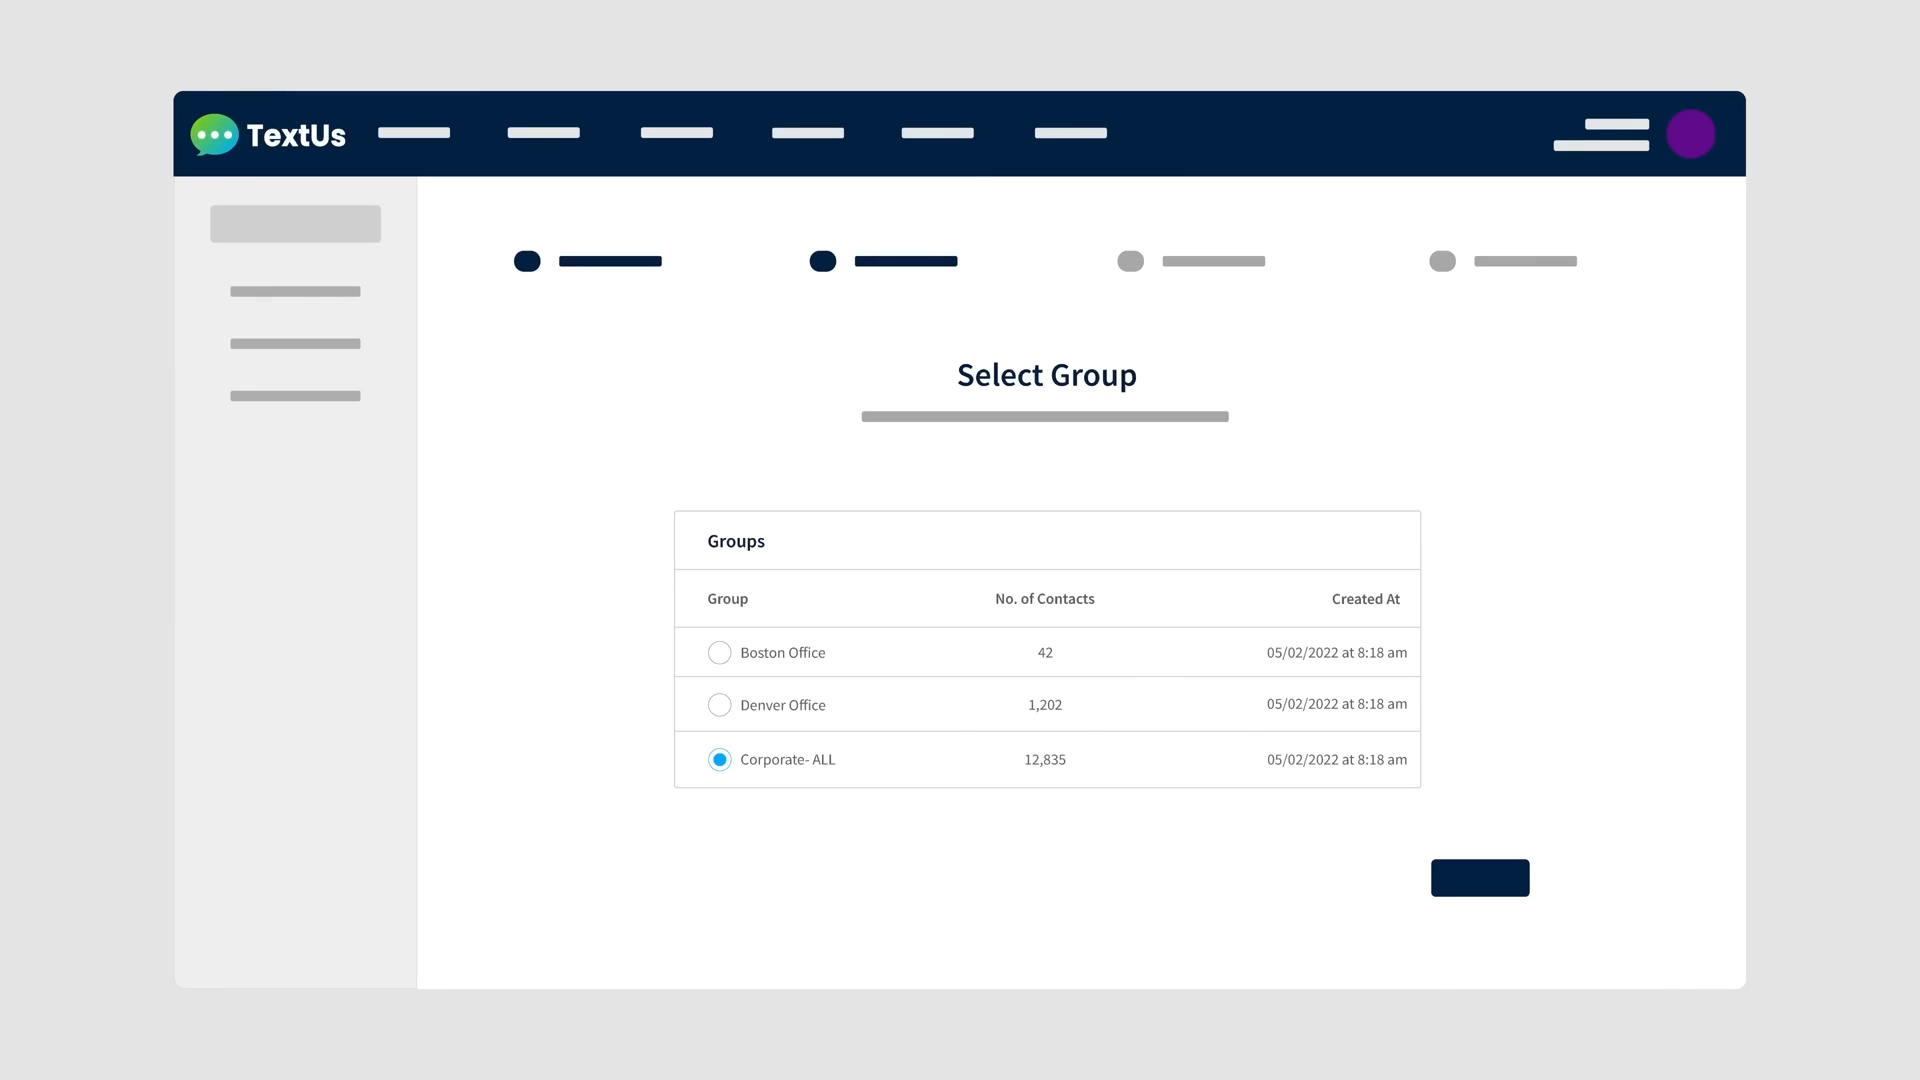 TextUs
Select Group
Groups
Group No. of Contacts Created At
Boston Office 42 05/02/2022 at 8:18 am
Denver Office 1,202 05/02/2022 at 8:18 am
Corporate- ALL 12,835 05/02/2022 at 8:18 am